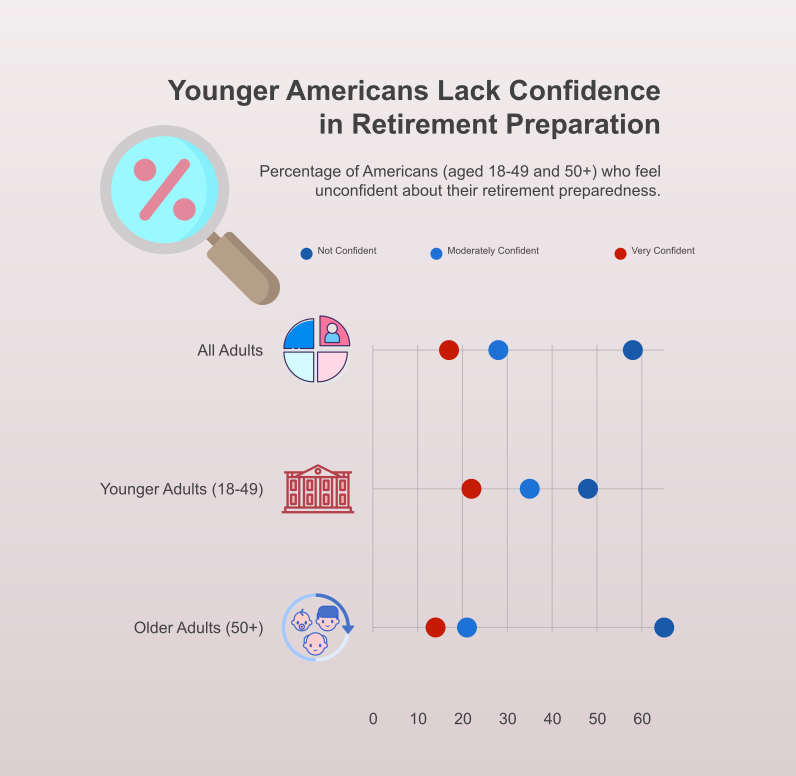 Younger Americans Lack Confidence
in Retirement Preparation
Percentage of Americans (aged 18-49 and 50+) who feel
unconfident about their retirement preparedness.
Not Confident
Moderately Confident
Very Confident
All Adults
Younger Adults (18-49)
Older Adults (50+)
0 10 20 30 40 50 60